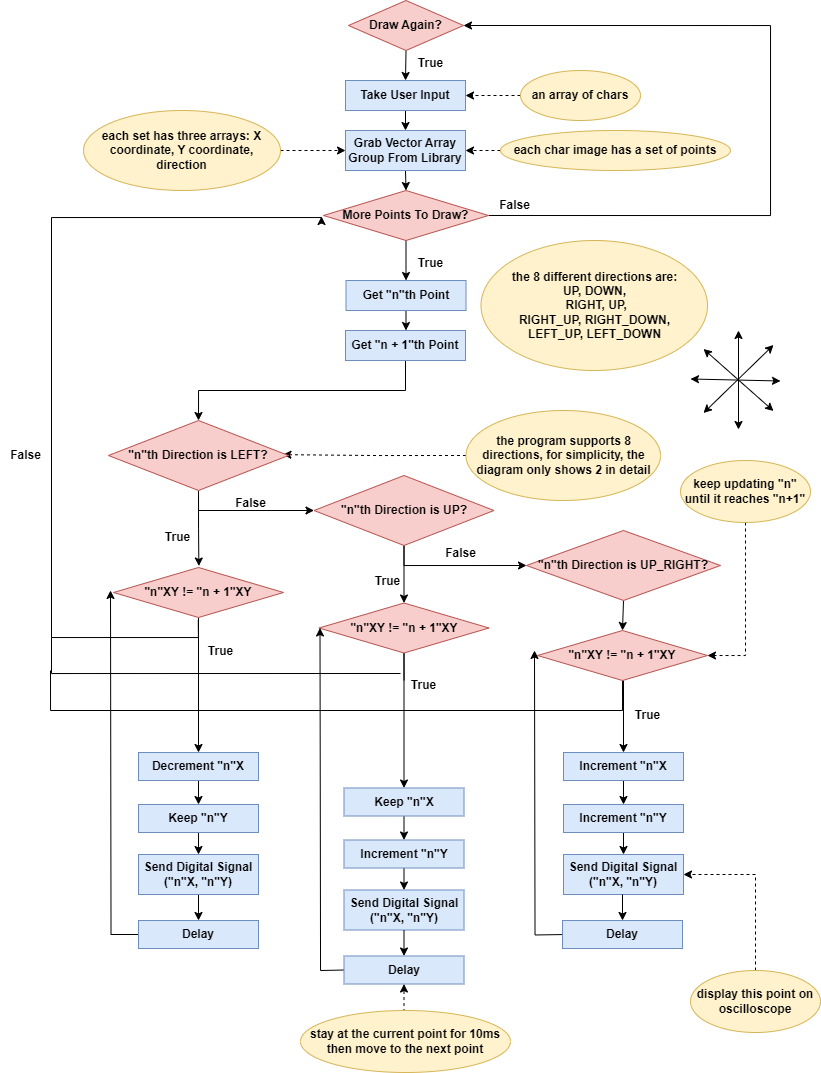 Draw Again?
True
Take User Input
an array of chars
each set has three arrays: X
coordinate, Y coordinate,
direction
Grab Vector Array
Group From Library
each char image has a set of points
More Points To Draw?
False
True
the 8 different directions are:
UP, DOWN,
RIGHT, UP,
RIGHT_UP, RIGHT_DOWN,
LEFT_UP, LEFT_DOWN
Get "n"th Point
Get "n + 1"th Point
False
"n"th Direction is LEFT?
the program supports 8
directions, for simplicity, the
diagram only shows 2 in detail
keep updating "n"
until it reaches "n+1"
False
"n"th Direction is UP?
True
False
"n"th Direction is UP_RIGHT?
True
"n"XY != "n + 1"XY
"n"XY != "n + 1"XY
"n"XY != "n + 1"XY
True
True
True
Decrement "n"X
Keep "n"Y
Send Digital Signal
("n"X, "n"Y)
Delay
Keep "n"X
Increment "n"Y
Send Digital Signal
("n"X, "n"Y)
Delay
Increment "n"X
Increment "n"Y
Send Digital Signal
("n"X, "n"Y)
Delay
display this point on
oscilloscope
stay at the current point for 10ms
then move to the next point